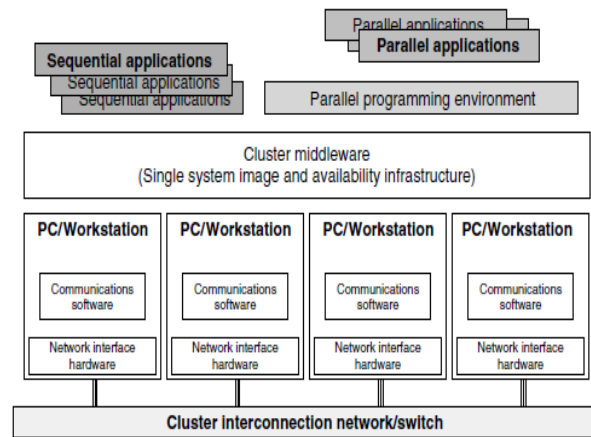 Parallel applications
Parallel applications
Sequential applications
Sequential applications
Sequential applications
Parallel programming environment
Cluster middleware
(Single system image and availability infrastructure)
PC/Workstation
PC/Workstation
PC/Workstation
PC/Workstation
Communications
software
Communications
software
Communications
software
Communications
software
Network interface
hardware
Network interface
hardware
Network interface
hardware
Network interface
hardware
Cluster interconnection network/switch